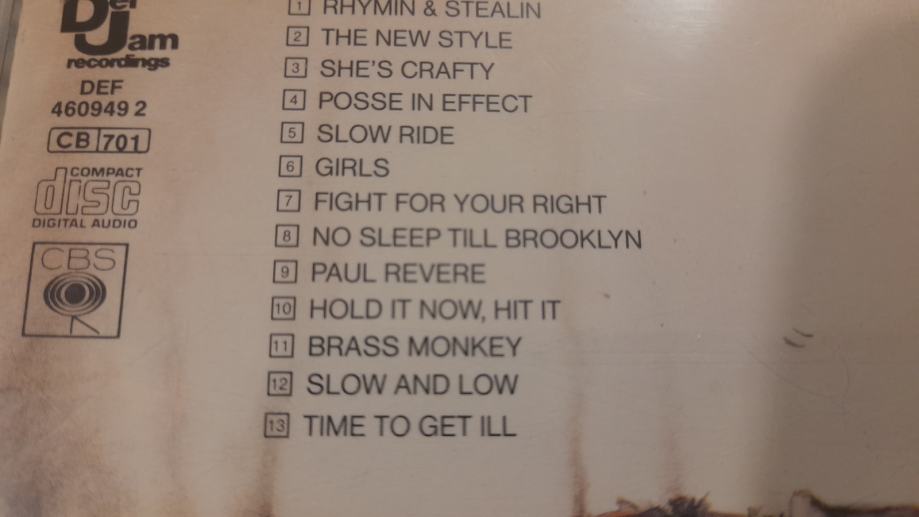 Def
Jam
recordings
DEF
460949 2
CB 701
COMPACT
disc
DIGITAL AUDIO
CBS
1 RHYMIN & STEALIN
2 THE NEW STYLE
3 SHE'S CRAFTY
4 POSSE IN EFFECT
5 SLOW RIDE
6 GIRLS
7 FIGHT FOR YOUR RIGHT
8 NO SLEEP TILL BROOKLYN
9 PAUL REVERE
10 HOLD IT NOW, HIT IT
11 BRASS MONKEY
12 SLOW AND LOW
13 TIME TO GET ILL